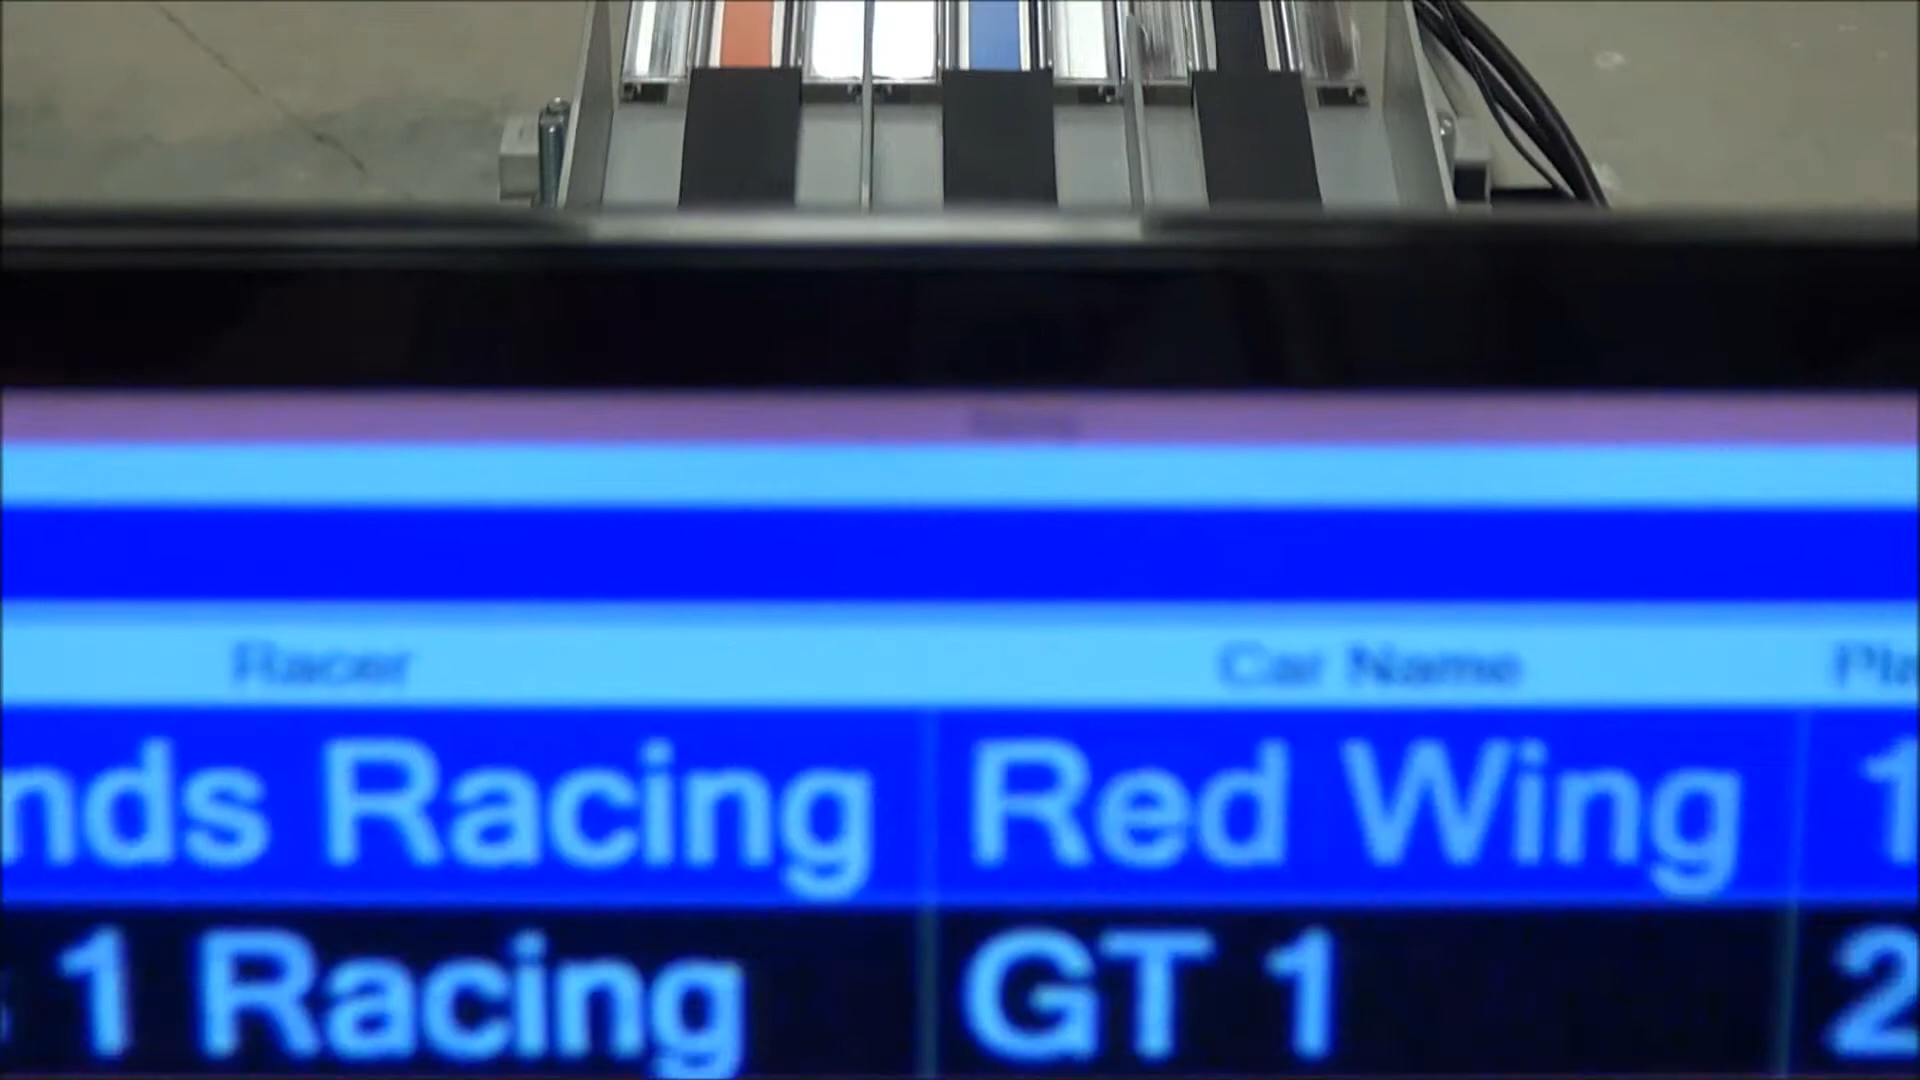 Racer Car Name
nds Racing Red Wing 1
1 Racing GT 1 2